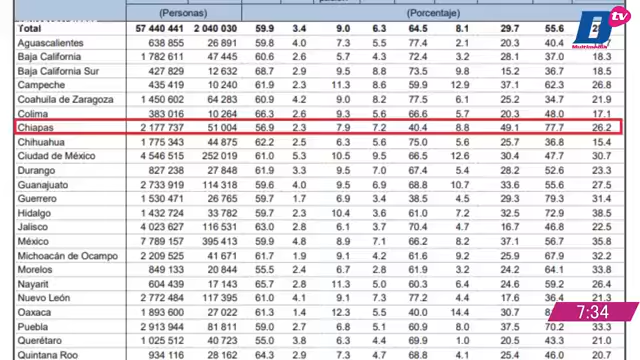 (Personas) (Porcentaje)
Total 57 440 441 2 040 030 59.9 3.4 9.0 6.3 64.5 8.1 29.7 55.6
Aguascalientes 638 855 26 891 59.8 4.0 7.3 5.5 77.4 2.1 20.3 40.4
Baja California 1 782 611 47 445 60.6 2.6 5.7 4.3 72.4 3.2 28.1 37.0 18.3
Baja California Sur 427 829 12 632 68.7 2.9 9.5 8.8 73.5 9.8 15.2 36.7 18.5
Campeche 435 419 10 240 61.9 2.3 11.3 8.6 59.9 12.9 37.1 62.3 26.8
Coahuila de Zaragoza 1 450 602 64 283 60.9 4.2 9.0 8.2 77.5 6.1 25.2 34.7 21.9
Colima 383 016 10 264 66.3 2.6 9.3 5.6 66.6 5.7 20.3 48.0 17.1
Chiapas 2 177 737 51 004 56.9 2.3 7.9 7.2 40.4 8.8 49.1 77.7 26.2
Chihuahua 1 775 343 44 875 62.2 2.5 6.3 5.6 75.0 5.6 25.7 36.8 15.4
Ciudad de México 4 546 515 252 019 61.0 5.3 10.5 9.5 66.5 12.6 30.4 47.7 30.7
Durango 827 238 27 848 61.9 3.3 9.5 5.0 67.4 5.4 28.2 52.6 23.3
Guanajuato 2 733 919 114 318 59.6 4.0 9.5 6.9 68.8 10.7 33.6 55.6 27.5
Guerrero 1 530 471 26 765 59.7 1.7 6.9 3.4 38.5 4.5 29.3 79.3 31.4
Hidalgo 1 432 724 33 782 59.7 2.3 10.4 3.6 61.0 7.2 32.5 72.9 38.5
Jalisco 4 023 627 116 531 63.0 2.8 6.1 3.4 70.4 4.7 16.7 46.8 22.5
México 7 789 157 395 413 59.4 4.8 8.9 7.1 66.2 8.2 37.1 56.7 35.8
Michoacán de Ocampo 2 209 525 41 671 61.7 1.9 9.1 4.2 61.6 9.2 25.9 67.9 32.2
Morelos 849 133 20 844 55.5 2.4 6.7 2.8 61.9 3.2 24.2 64.1 33.8
Nayarit 604 439 17 143 65.7 2.8 11.3 5.0 60.3 6.4 24.6 59.2 26.4
Nuevo León 2 772 484 117 395 61.0 4.1 9.1 7.3 77.2 4.4 17.6 36.4 21.3
Oaxaca 1 893 600 27 022 61.3 1.4 12.3 5.5 40.0 14.4 30.7
Puebla 2 913 944 81 811 59.3 2.7 6.8 5.1 60.9 8.0 37.5 70.2 33.3
Querétaro 1 025 512 40 723 58.0 3.8 6.3 5.9 72.0 8.0 20.5 43.0 21.0
Quintana Roo 934 116 28 162 64.3 2.9 7.3 4.7 68.8 4.1 25.4 46.0 20.7
tv
Multimedia
7:34